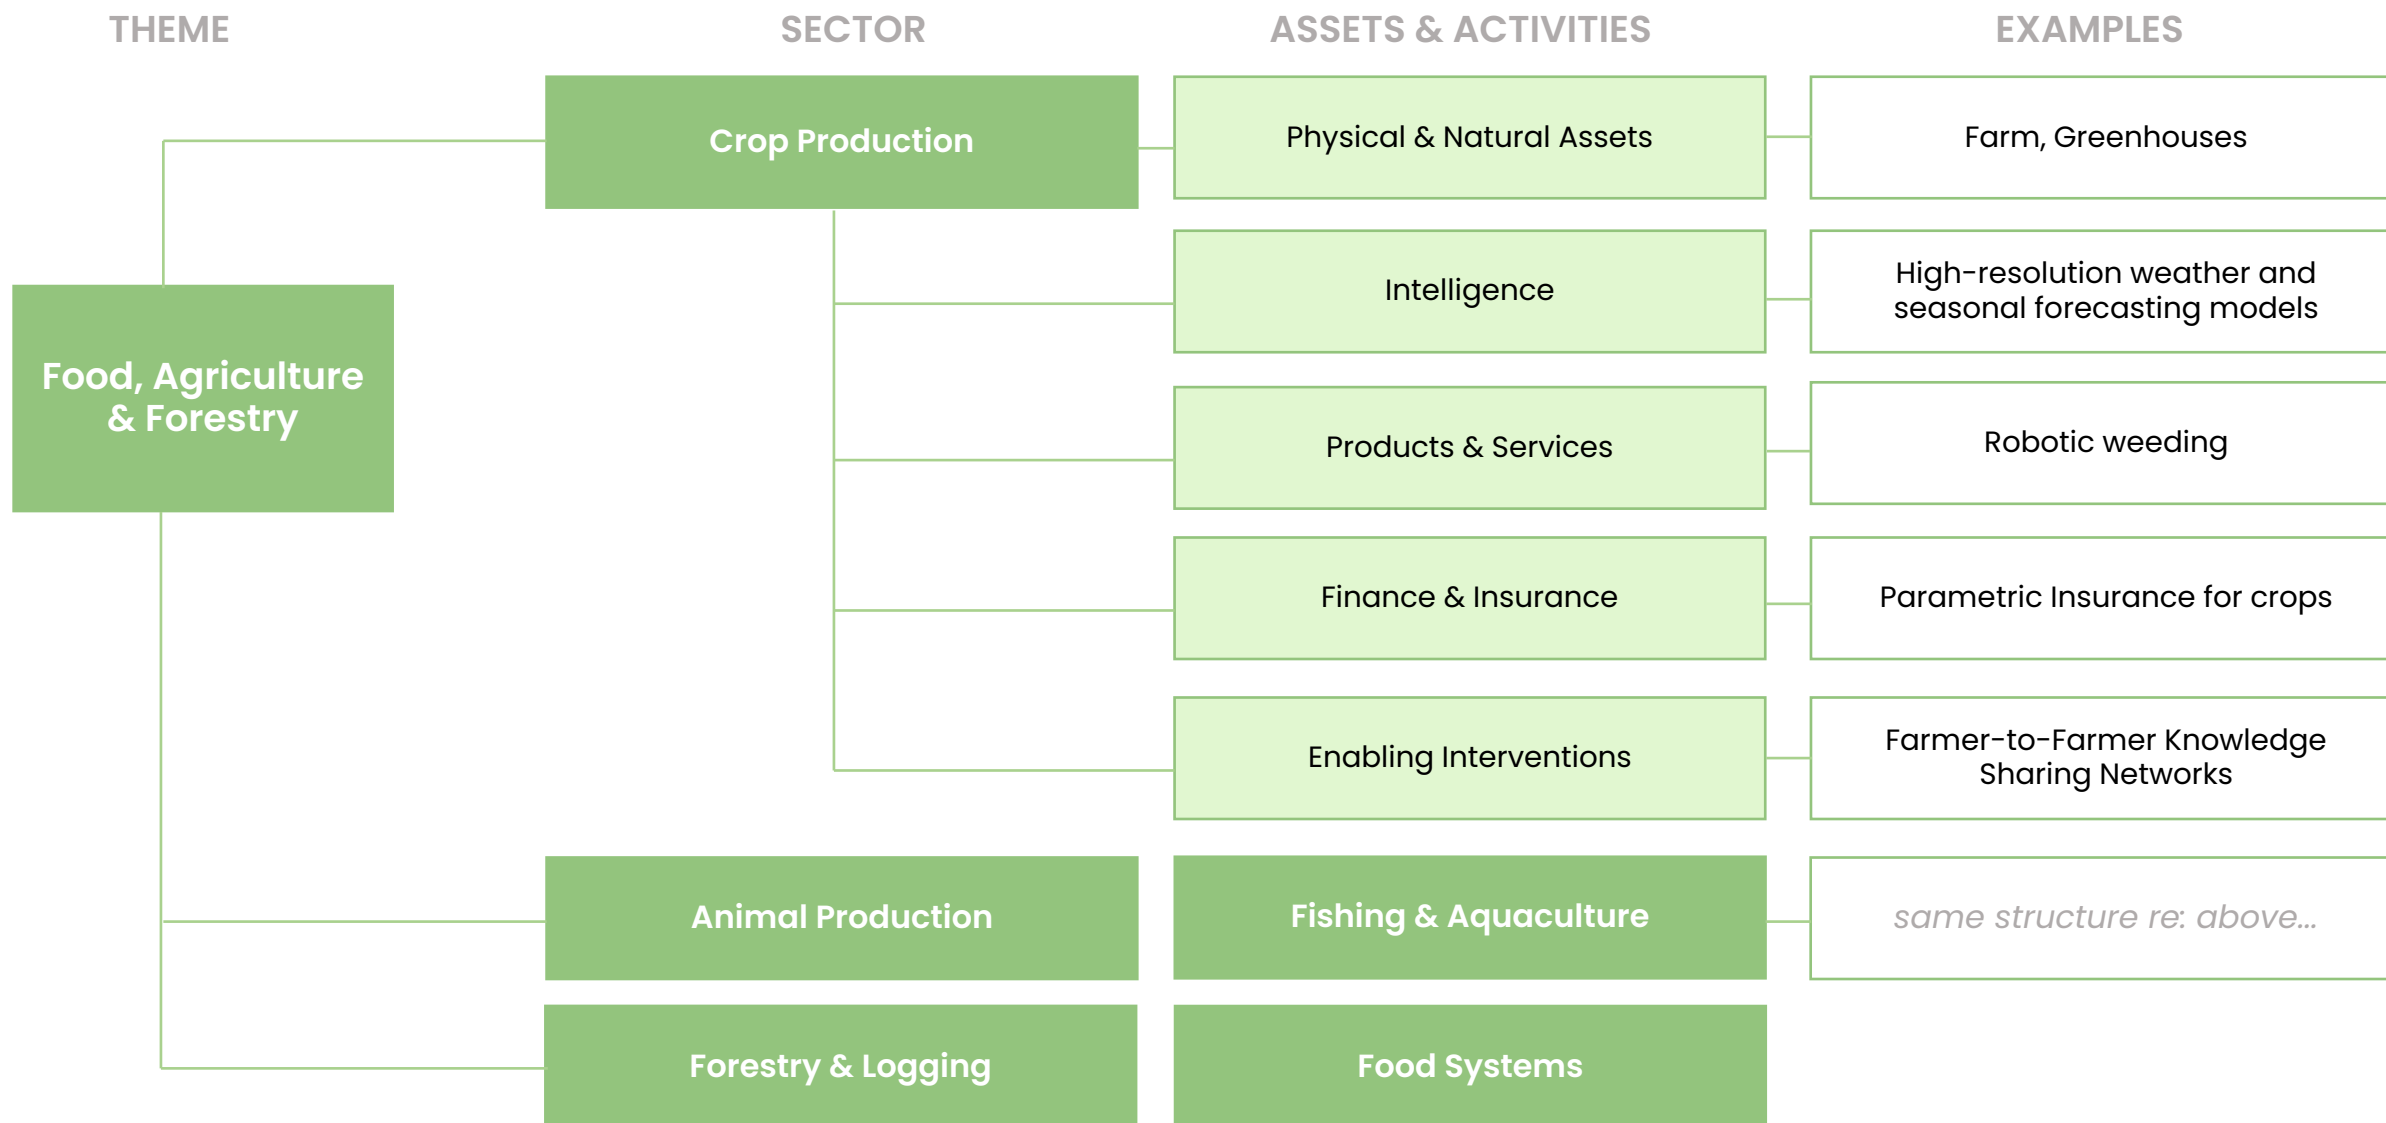 THEME
SECTOR
ASSETS & ACTIVITIES
EXAMPLES
Crop Production
Physical & Natural Assets
Farm, Greenhouses
Intelligence
High-resolution weather and
seasonal forecasting models
Food, Agriculture
& Forestry
Products & Services
Robotic weeding
Finance & Insurance
Parametric Insurance for crops
Enabling Interventions
Farmer-to-Farmer Knowledge
Sharing Networks
Animal Production
Fishing & Aquaculture
same structure re: above...
Forestry & Logging
Food Systems